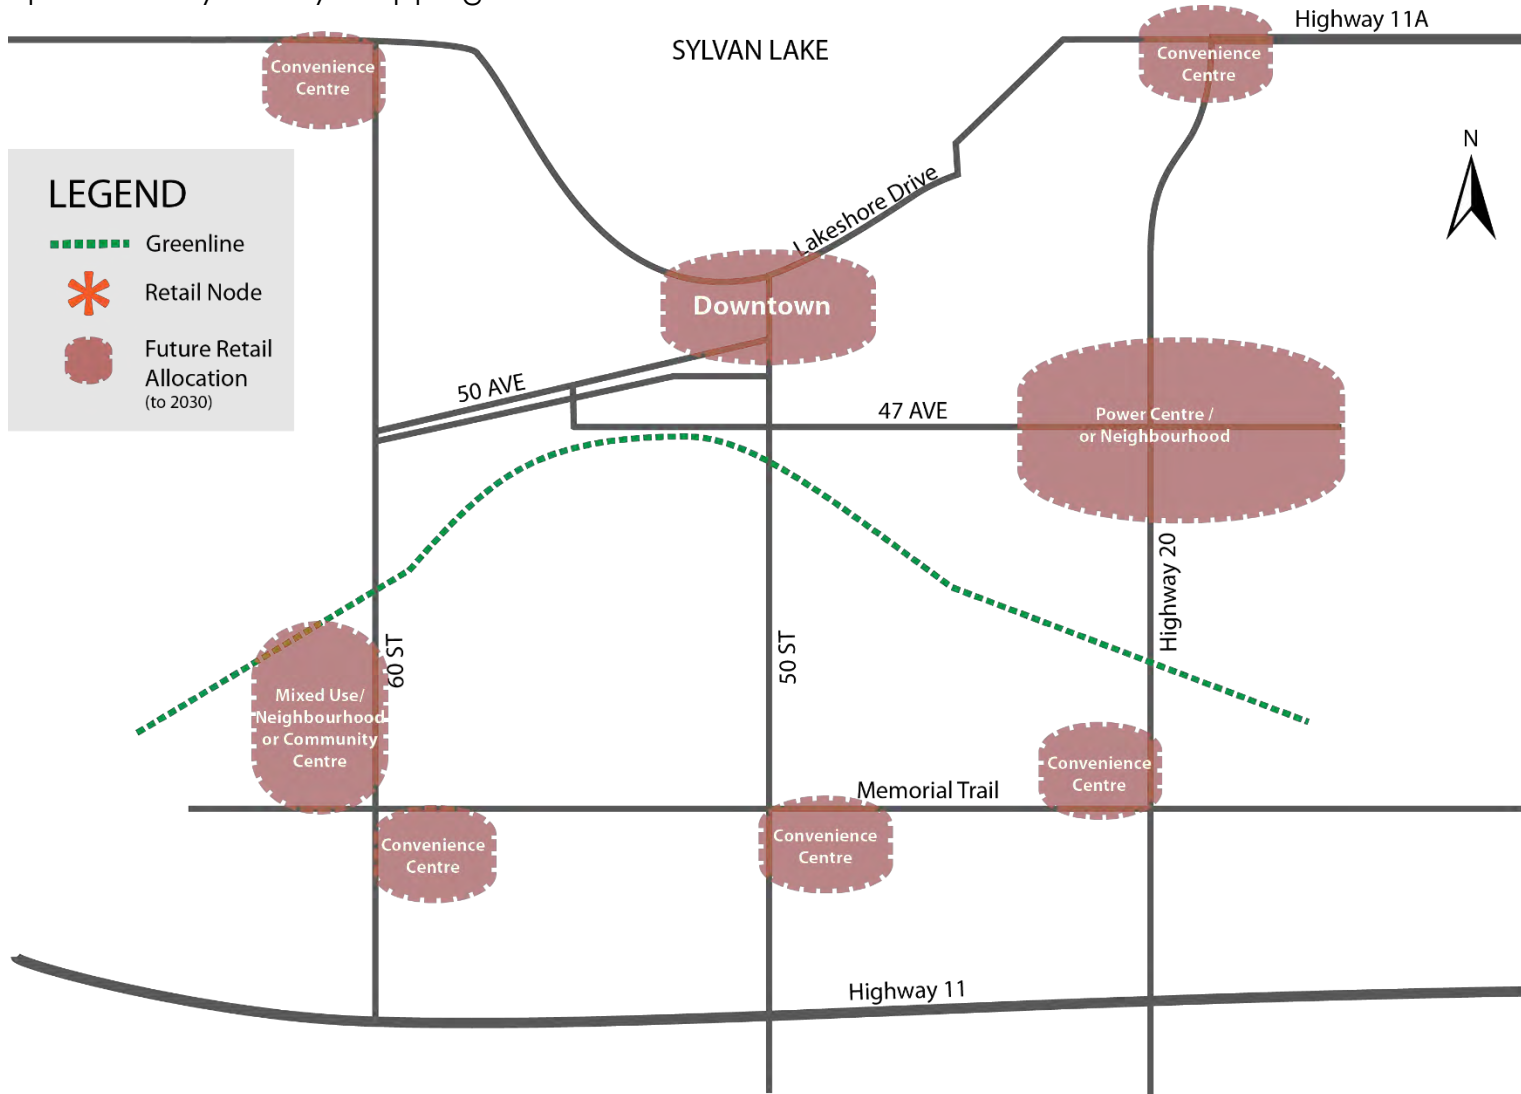 Highway 11A
SYLVAN LAKE
Convenience
Centre
Convenience
Centre
N
LEGEND
Greenline
Retail Node
Future Retail
Allocation
(to 2030)
Lakeshore Drive
Downtown
50 AVE
47 AVE
Power Centre /
or Neighbourhood
Highway 20
60 ST
50 ST
Mixed Use/
Neighbourhood
or Community
Centre
Convenience
Centre
Memorial Trail
Convenience
Centre
Convenience
Centre
Highway 11